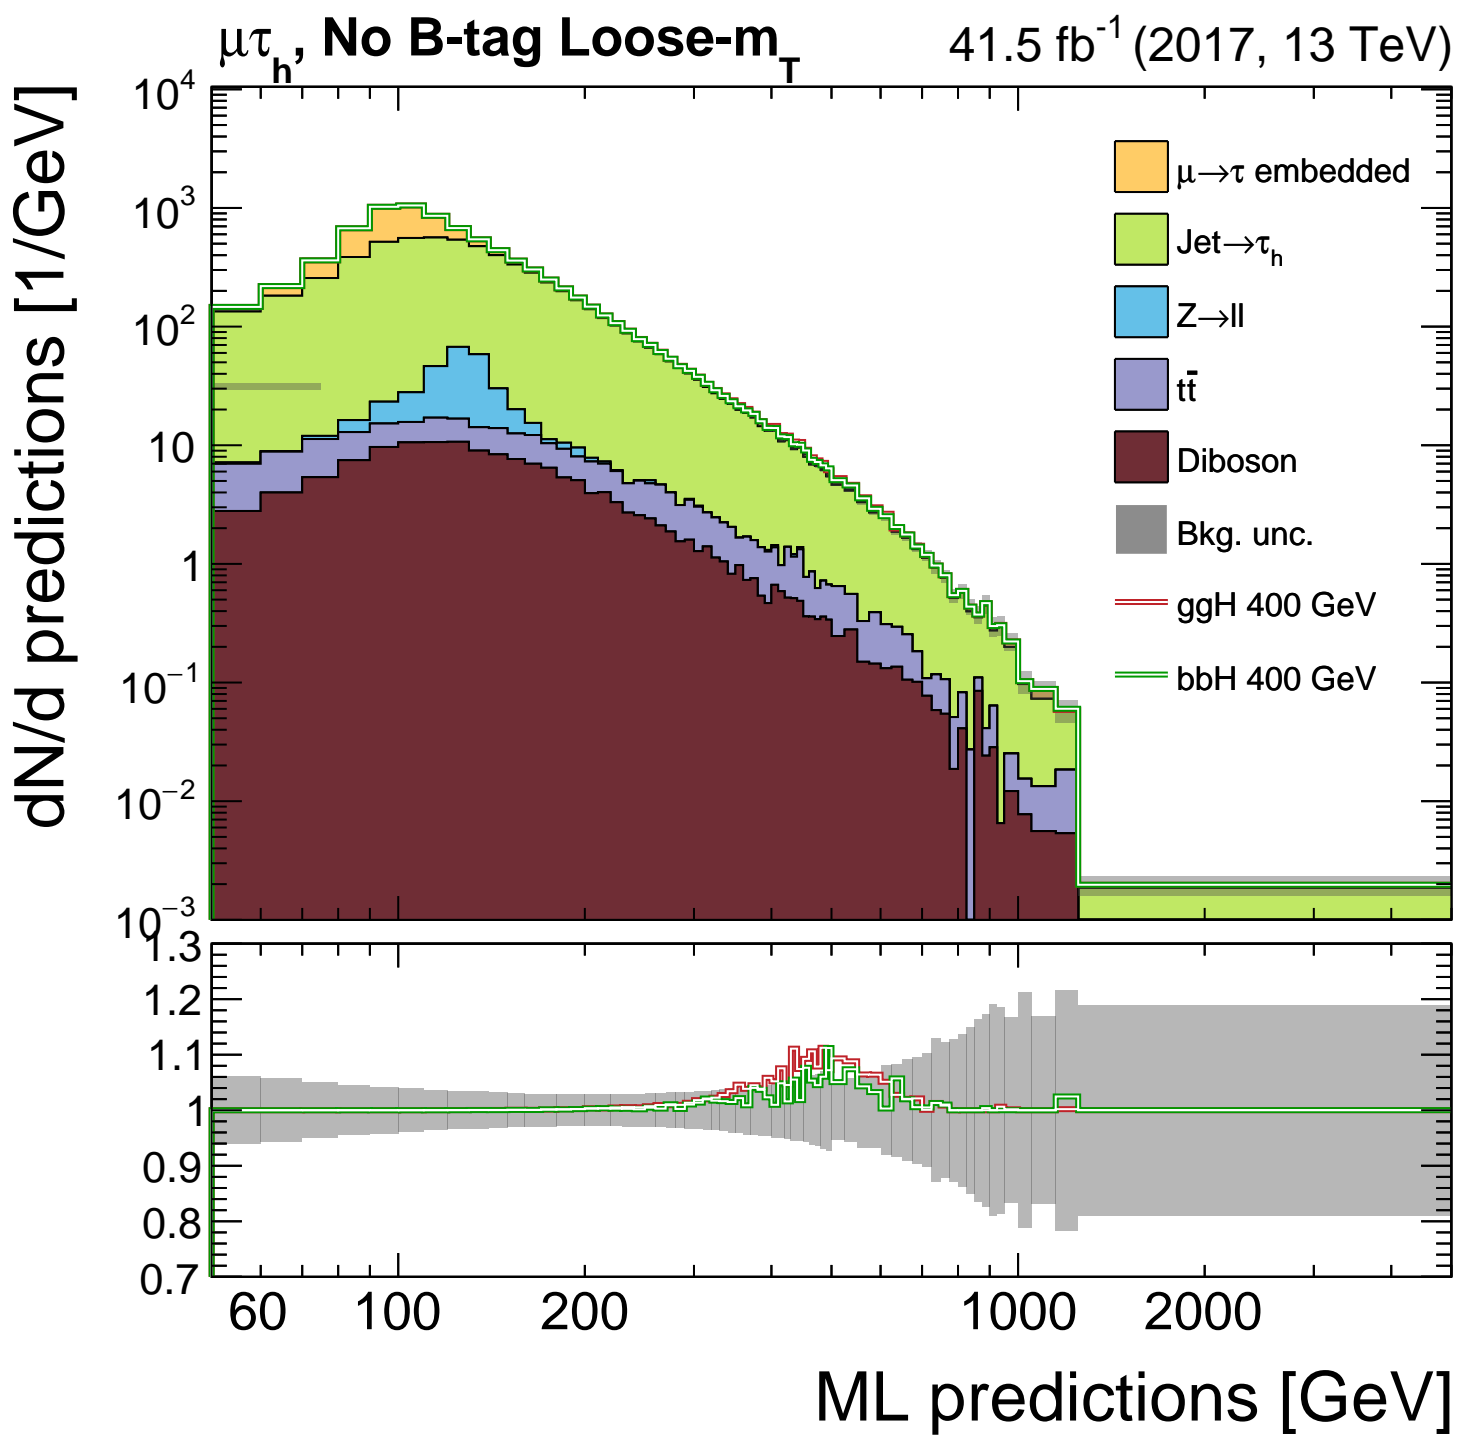 μτh, No B-tag Loose-mT
41.5 fb-1 (2017, 13 TeV)
dN/d predictions [1/GeV]
10^4
10^3
10^2
10
1
10^−1
10^−2
10^−3
μ→τ embedded
Jet→τh
Z→ll
tt̄
Diboson
Bkg. unc.
ggH 400 GeV
bbH 400 GeV
1.3
1.2
1.1
1
0.9
0.8
0.7
60 100 200 1000 2000
ML predictions [GeV]